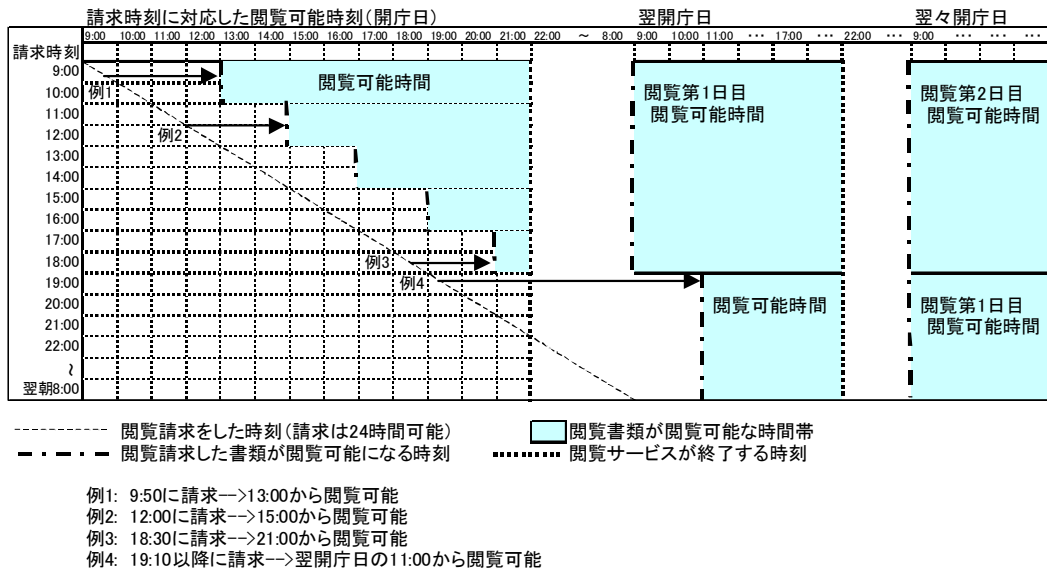 請求時刻に対応した閲覧可能時刻(開庁日) 翌開庁日 翌々開庁日
9:00 10:00 11:00 12:00 13:00 14:00 15:00 16:00 17:00 18:00 19:00 20:00 21:00 22:00 ～ 8:00 9:00 10:00 11:00 … 17:00 … 22:00 … 9:00 … … …
請求時刻
9:00
10:00
11:00
12:00
13:00
14:00
15:00
16:00
17:00
18:00
19:00
20:00
21:00
22:00
～
翌朝8:00
例1
例2
例3
例4
閲覧可能時間
閲覧第1日目
閲覧可能時間
閲覧第2日目
閲覧可能時間
閲覧可能時間
閲覧第1日目
閲覧可能時間
閲覧請求をした時刻(請求は24時間可能) 閲覧書類が閲覧可能な時間帯
閲覧請求した書類が閲覧可能になる時刻 閲覧サービスが終了する時刻
例1: 9:50に請求-->13:00から閲覧可能
例2: 12:00に請求-->15:00から閲覧可能
例3: 18:30に請求-->21:00から閲覧可能
例4: 19:10以降に請求-->翌開庁日の11:00から閲覧可能